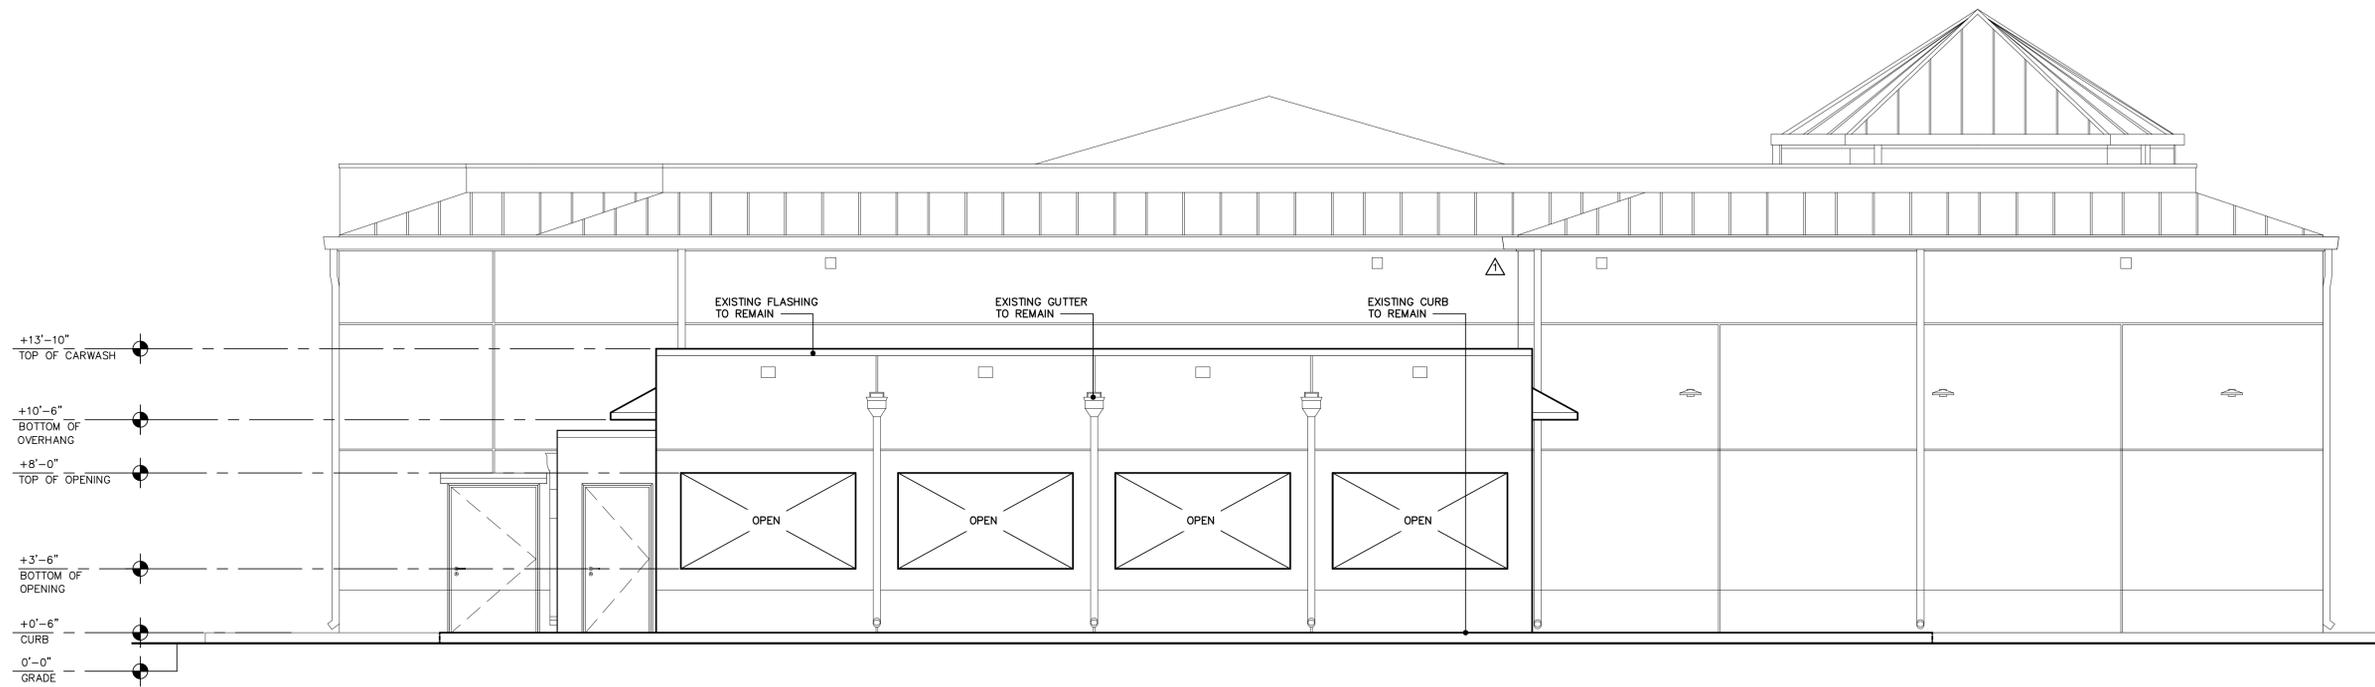 1
EXISTING FLASHING
TO REMAIN
EXISTING GUTTER
TO REMAIN
EXISTING CURB
TO REMAIN
+13'-10"
TOP OF CARWASH
+10'-6"
BOTTOM OF
OVERHANG
+8'-0"
TOP OF OPENING
OPEN
OPEN
OPEN
OPEN
+3'-6"
BOTTOM OF
OPENING
+0'-6"
CURB
0'-0"
GRADE